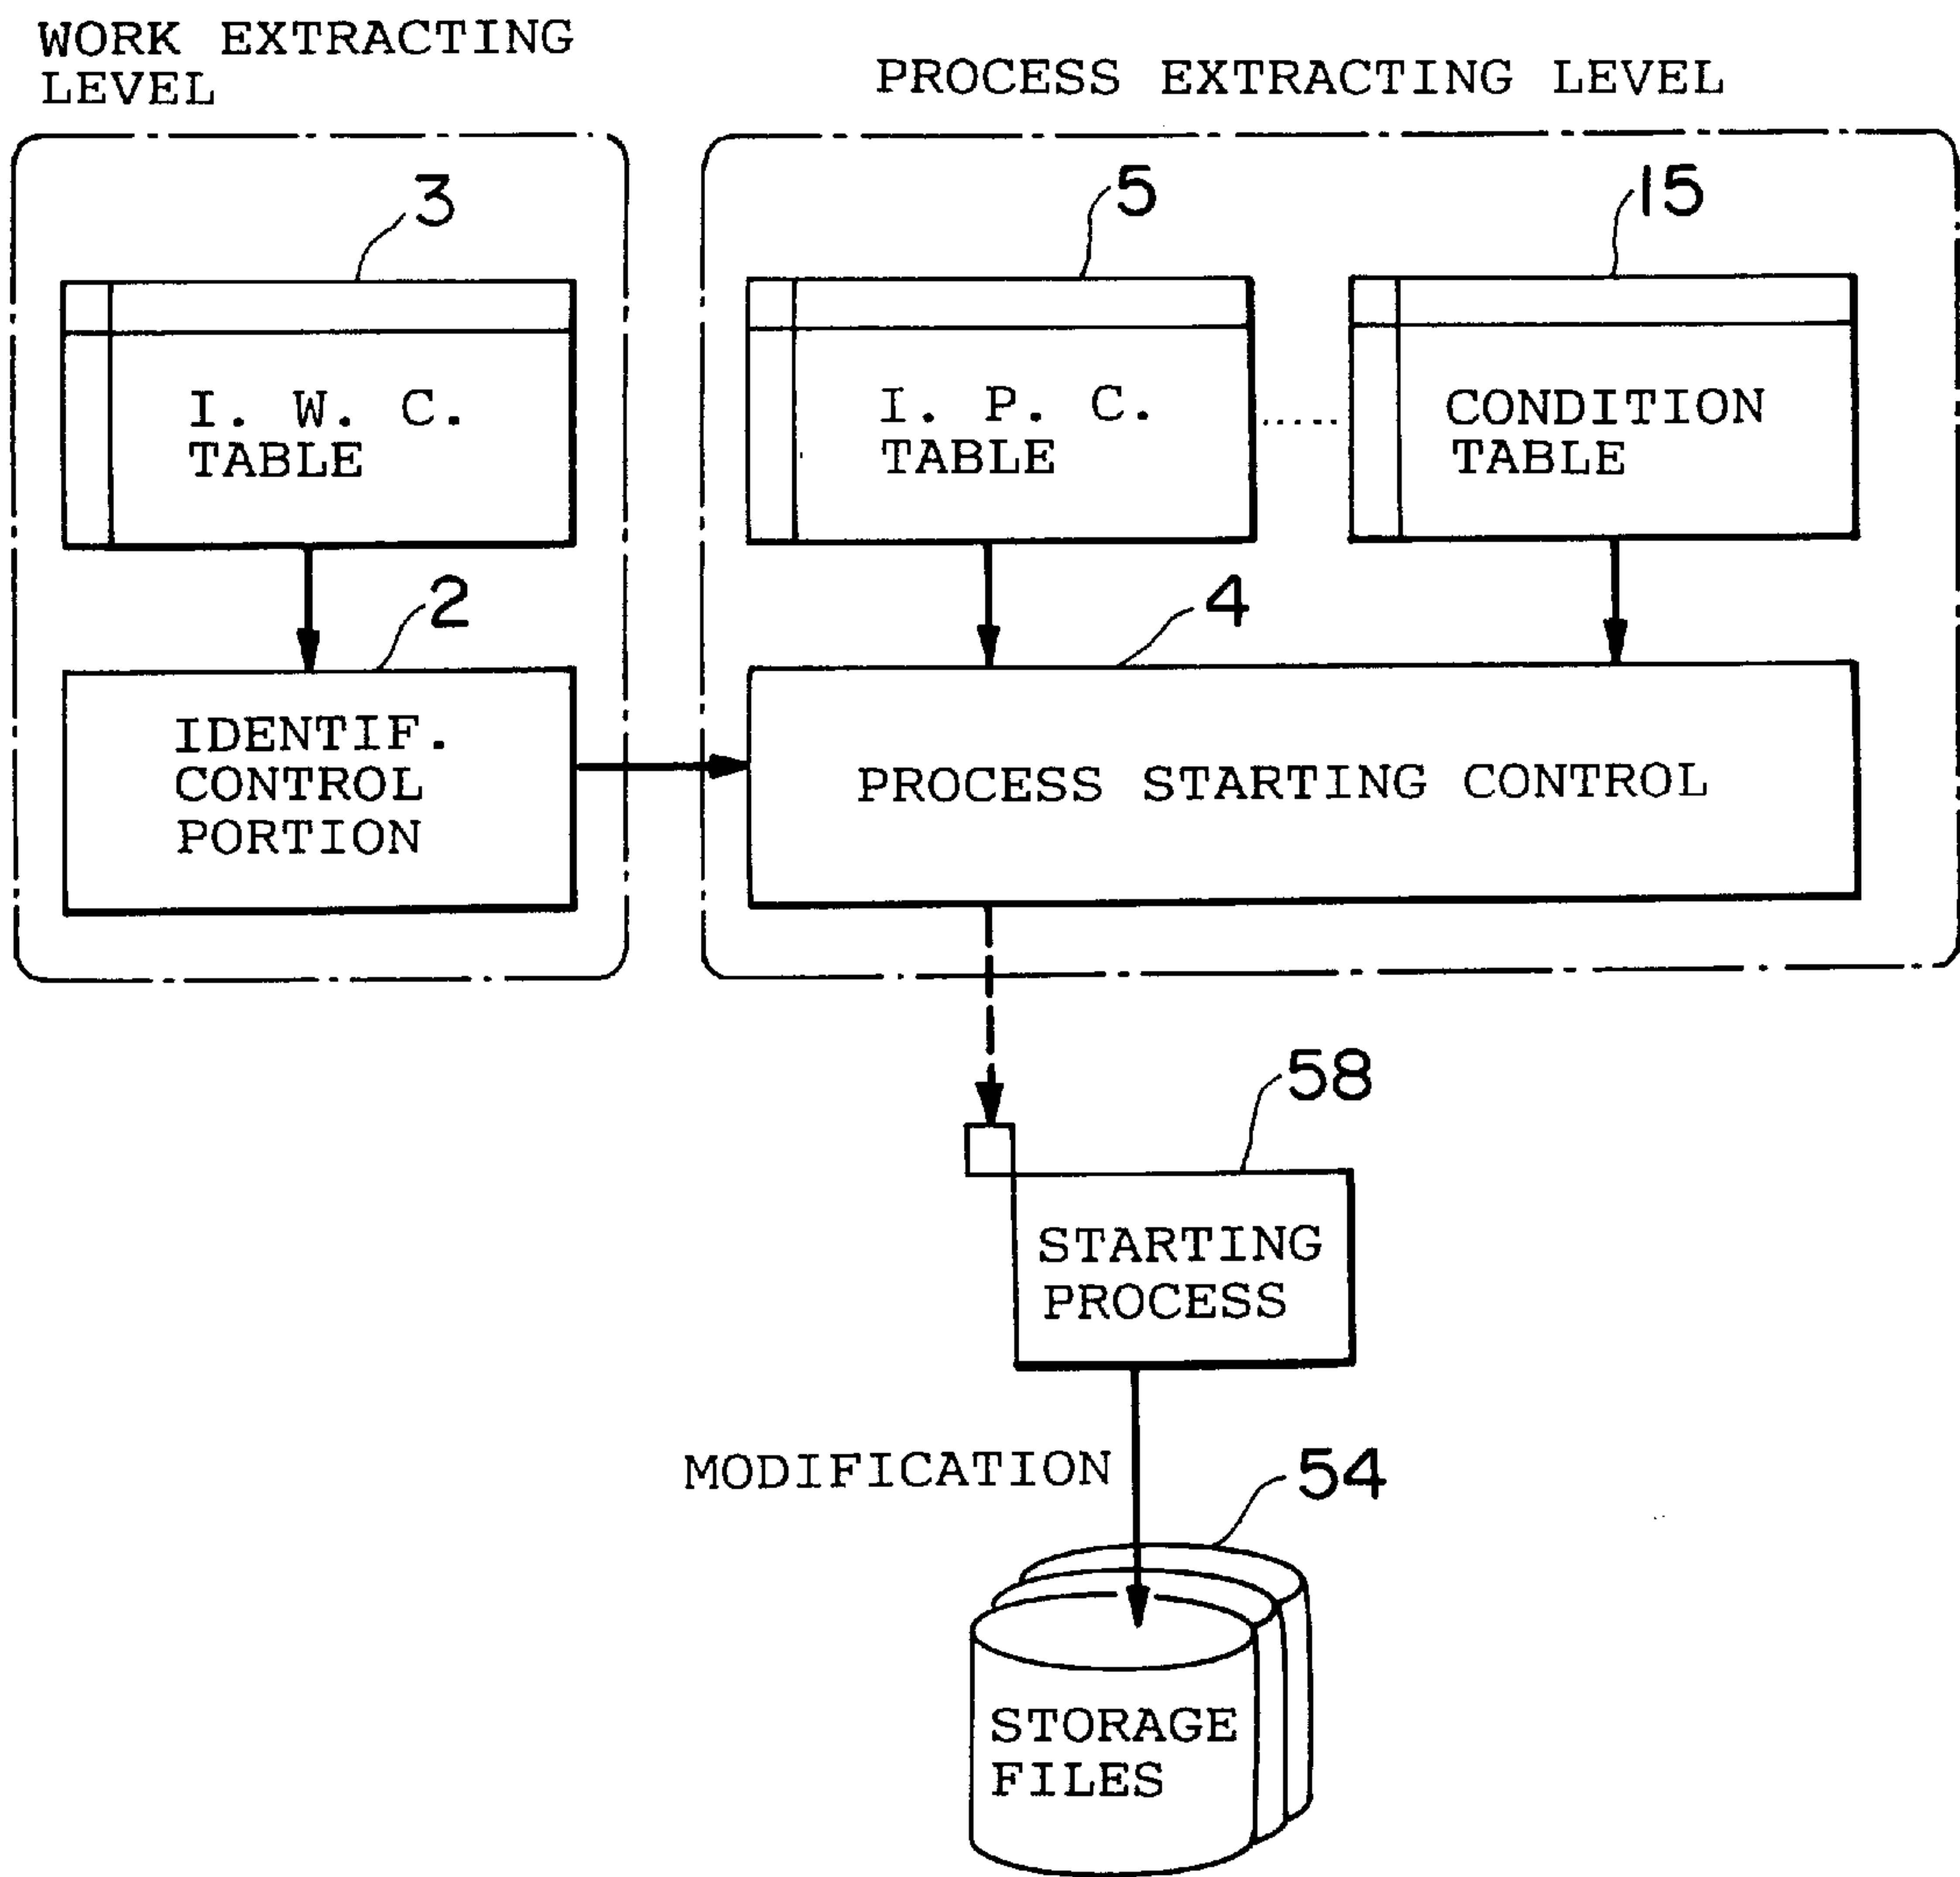 WORK EXTRACTING
LEVEL
PROCESS EXTRACTING LEVEL
3
5
15
I. W. C.
TABLE
I. P. C.
TABLE
.....
CONDITION
TABLE
2
4
IDENTIF.
CONTROL
PORTION
PROCESS STARTING CONTROL
58
STARTING
PROCESS
MODIFICATION
54
STORAGE
FILES